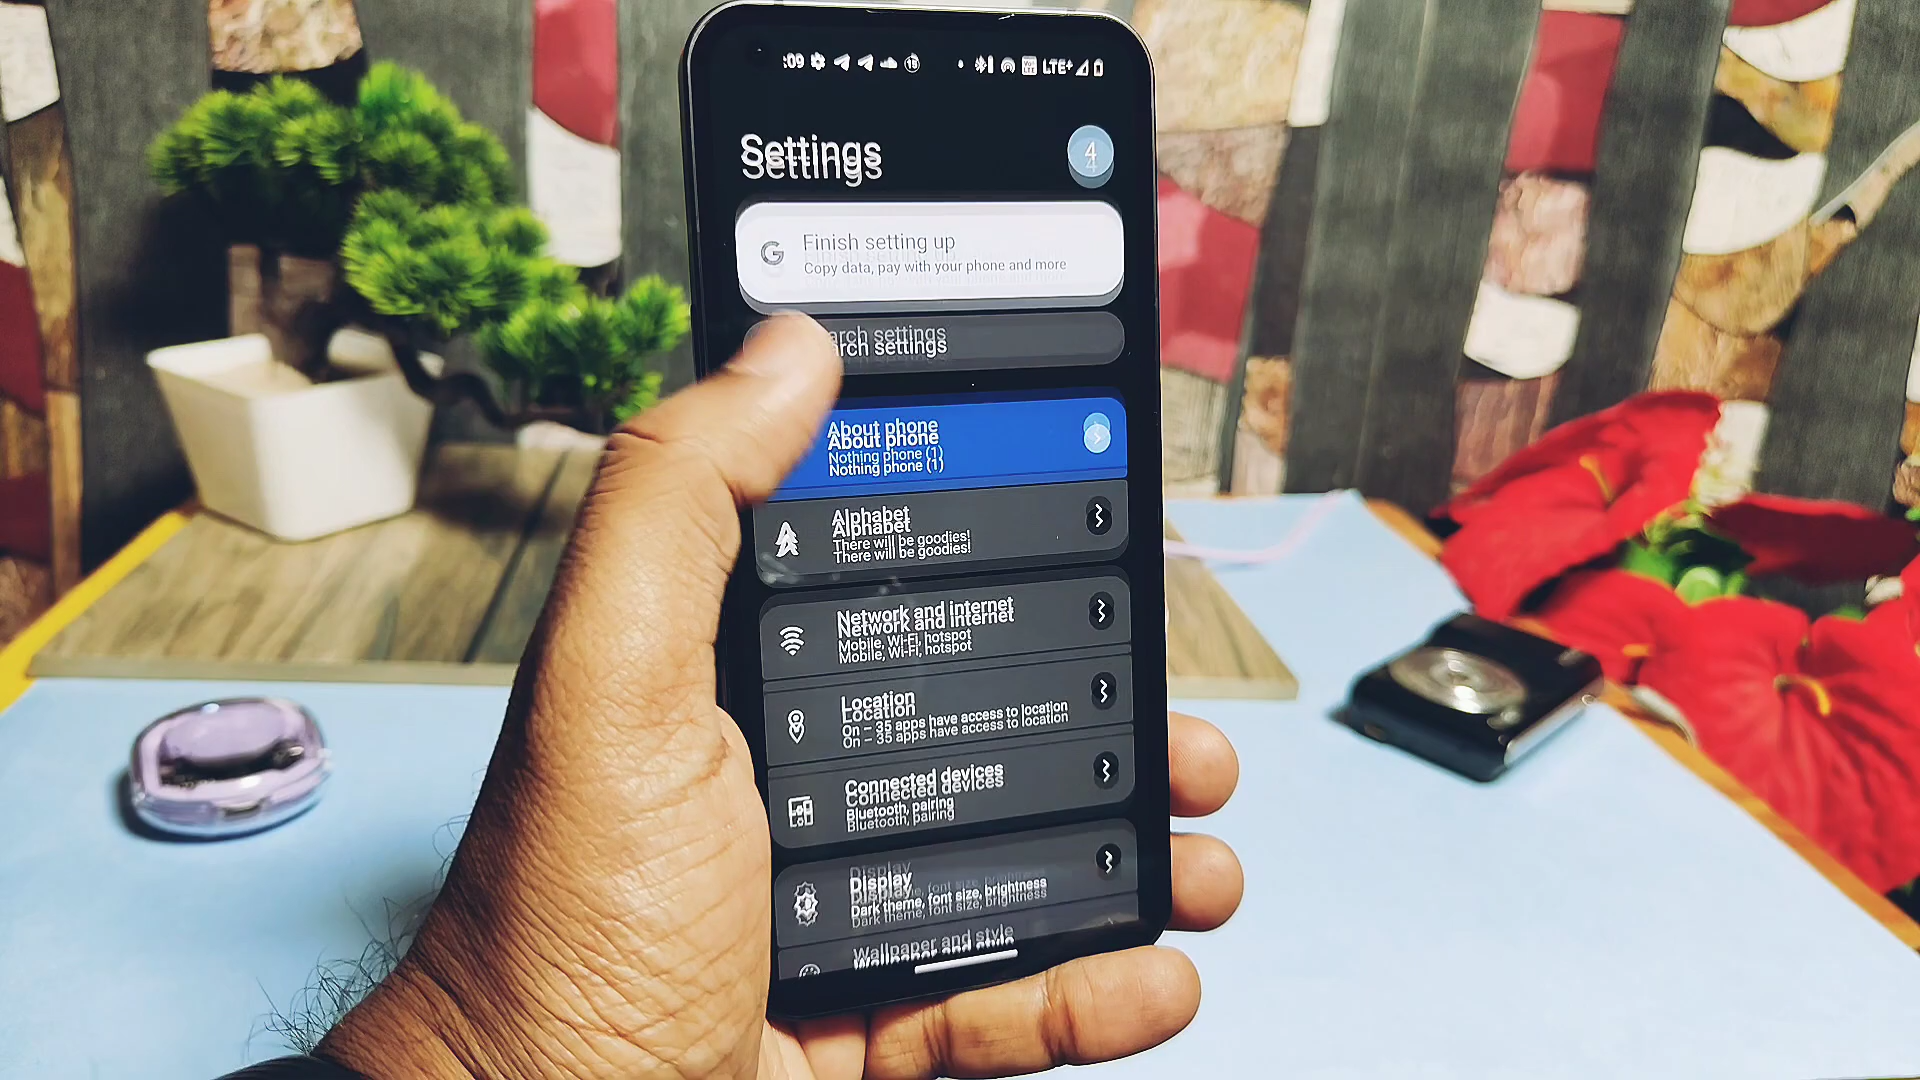 :09
15
LTE+
Settings
4
Finish setting up
Copy data, pay with your phone and more
arch settings
About phone
Nothing phone (1)
Alphabet
There will be goodies!
Network and internet
Mobile, Wi-Fi, hotspot
Location
On – 35 apps have access to location
Connected devices
Bluetooth, pairing
Display
Dark theme, font size, brightness
Wallpaper and style